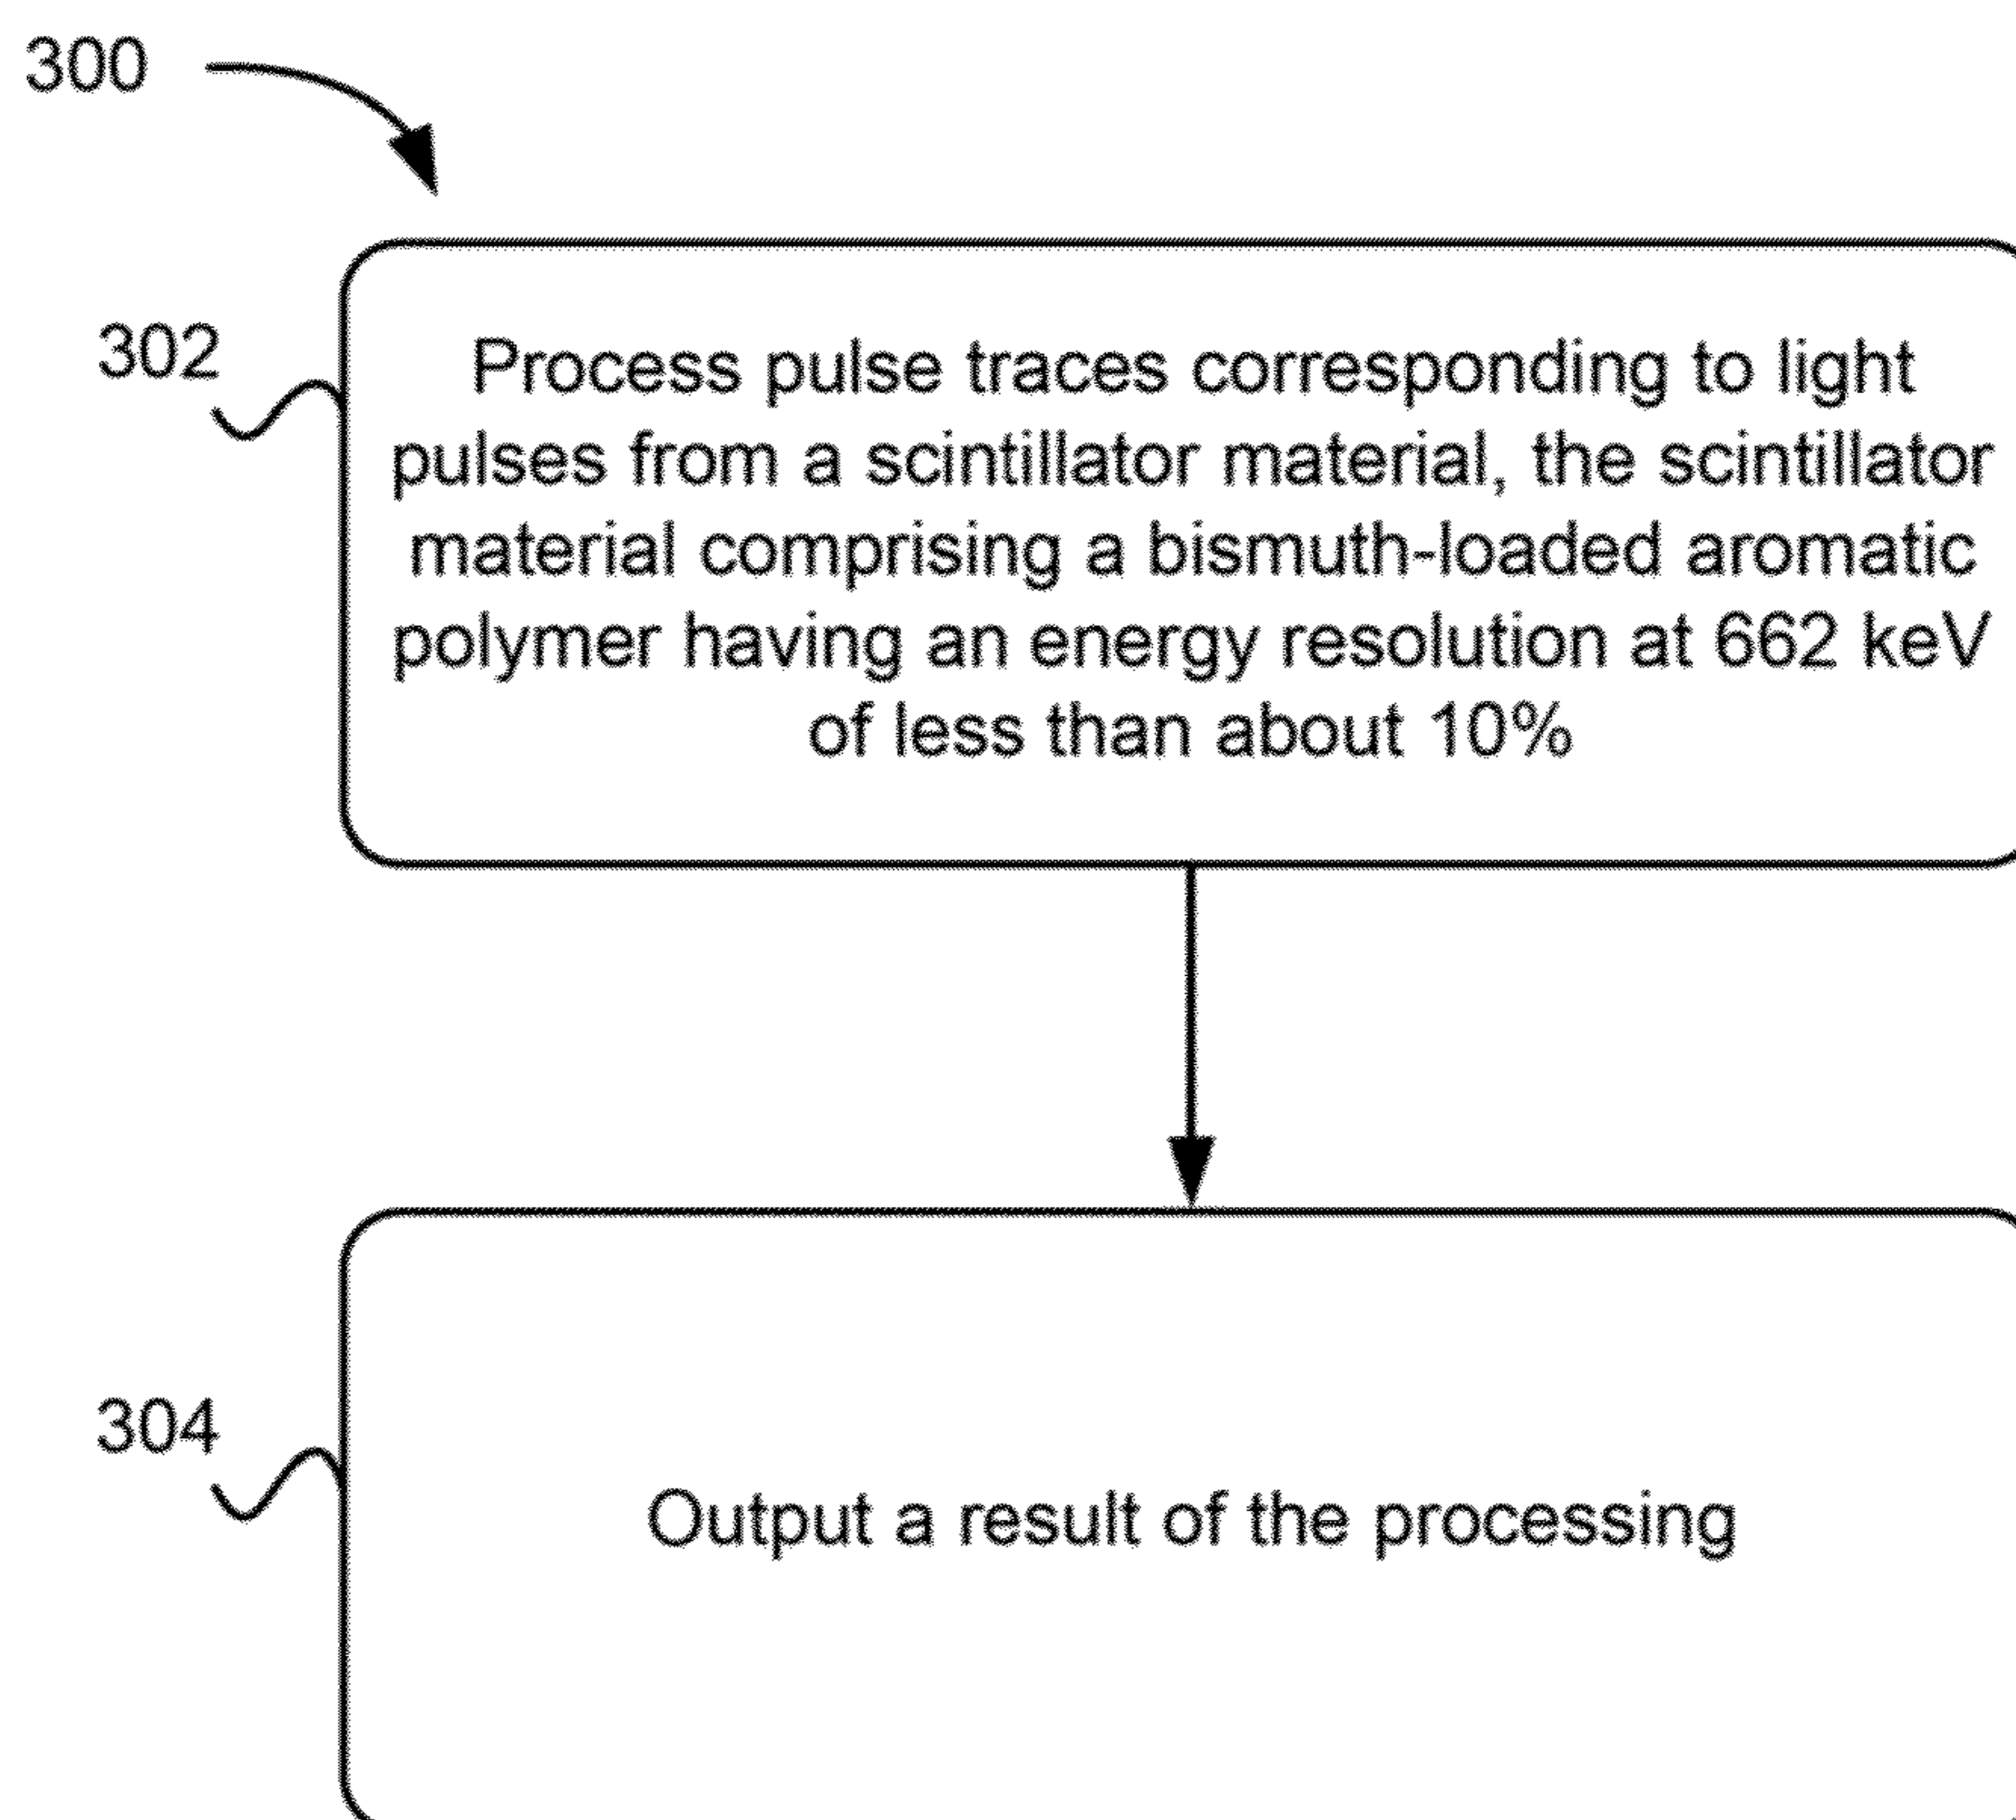 300
302
Process pulse traces corresponding to light
pulses from a scintillator material, the scintillator
material comprising a bismuth-loaded aromatic
polymer having an energy resolution at 662 keV
of less than about 10%
304
Output a result of the processing